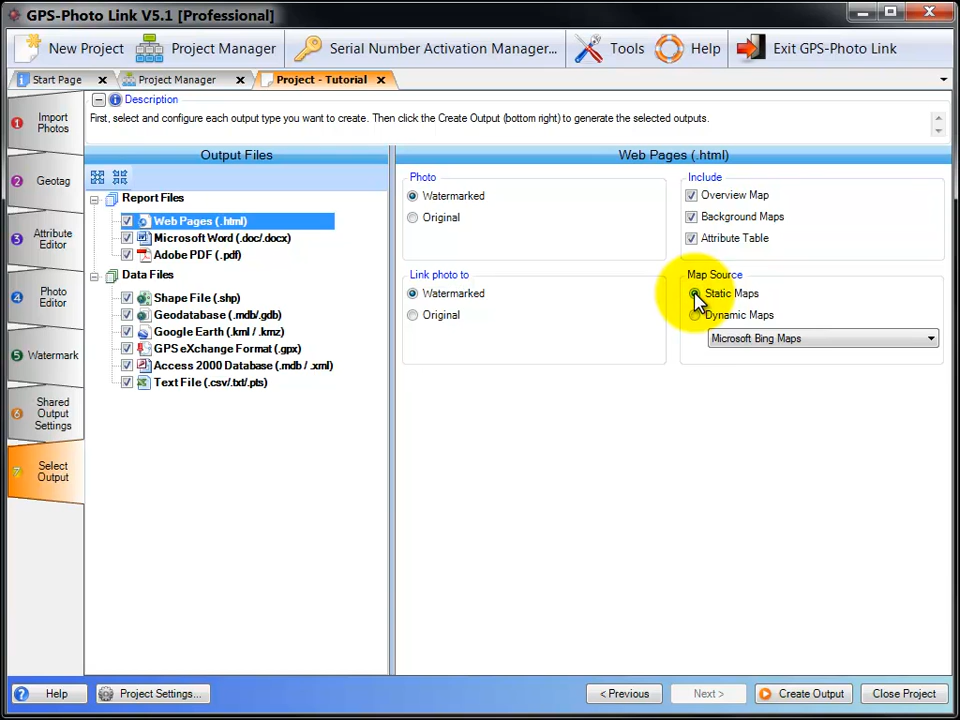 GPS-Photo Link V5.1 [Professional]
New Project
Project Manager
Serial Number Activation Manager...
Tools
Help
Exit GPS-Photo Link
Start Page
Project Manager
Project - Tutorial
Description
First, select and configure each output type you want to create. Then click the Create Output (bottom right) to generate the selected outputs.
1 Import
Photos
2 Geotag
3 Attribute
Editor
4 Photo
Editor
5 Watermark
6 Shared
Output
Settings
7 Select
Output
Output Files
Report Files
Web Pages (.html)
Microsoft Word (.doc/.docx)
Adobe PDF (.pdf)
Data Files
Shape File (.shp)
Geodatabase (.mdb/.gdb)
Google Earth (.kml / .kmz)
GPS eXchange Format (.gpx)
Access 2000 Database (.mdb / .xml)
Text File (.csv/.txt/.pts)
Web Pages (.html)
Photo
Watermarked
Original
Include
Overview Map
Background Maps
Attribute Table
Link photo to
Watermarked
Original
Map Source
Static Maps
Dynamic Maps
Microsoft Bing Maps
Help
Project Settings...
< Previous
Next >
Create Output
Close Project